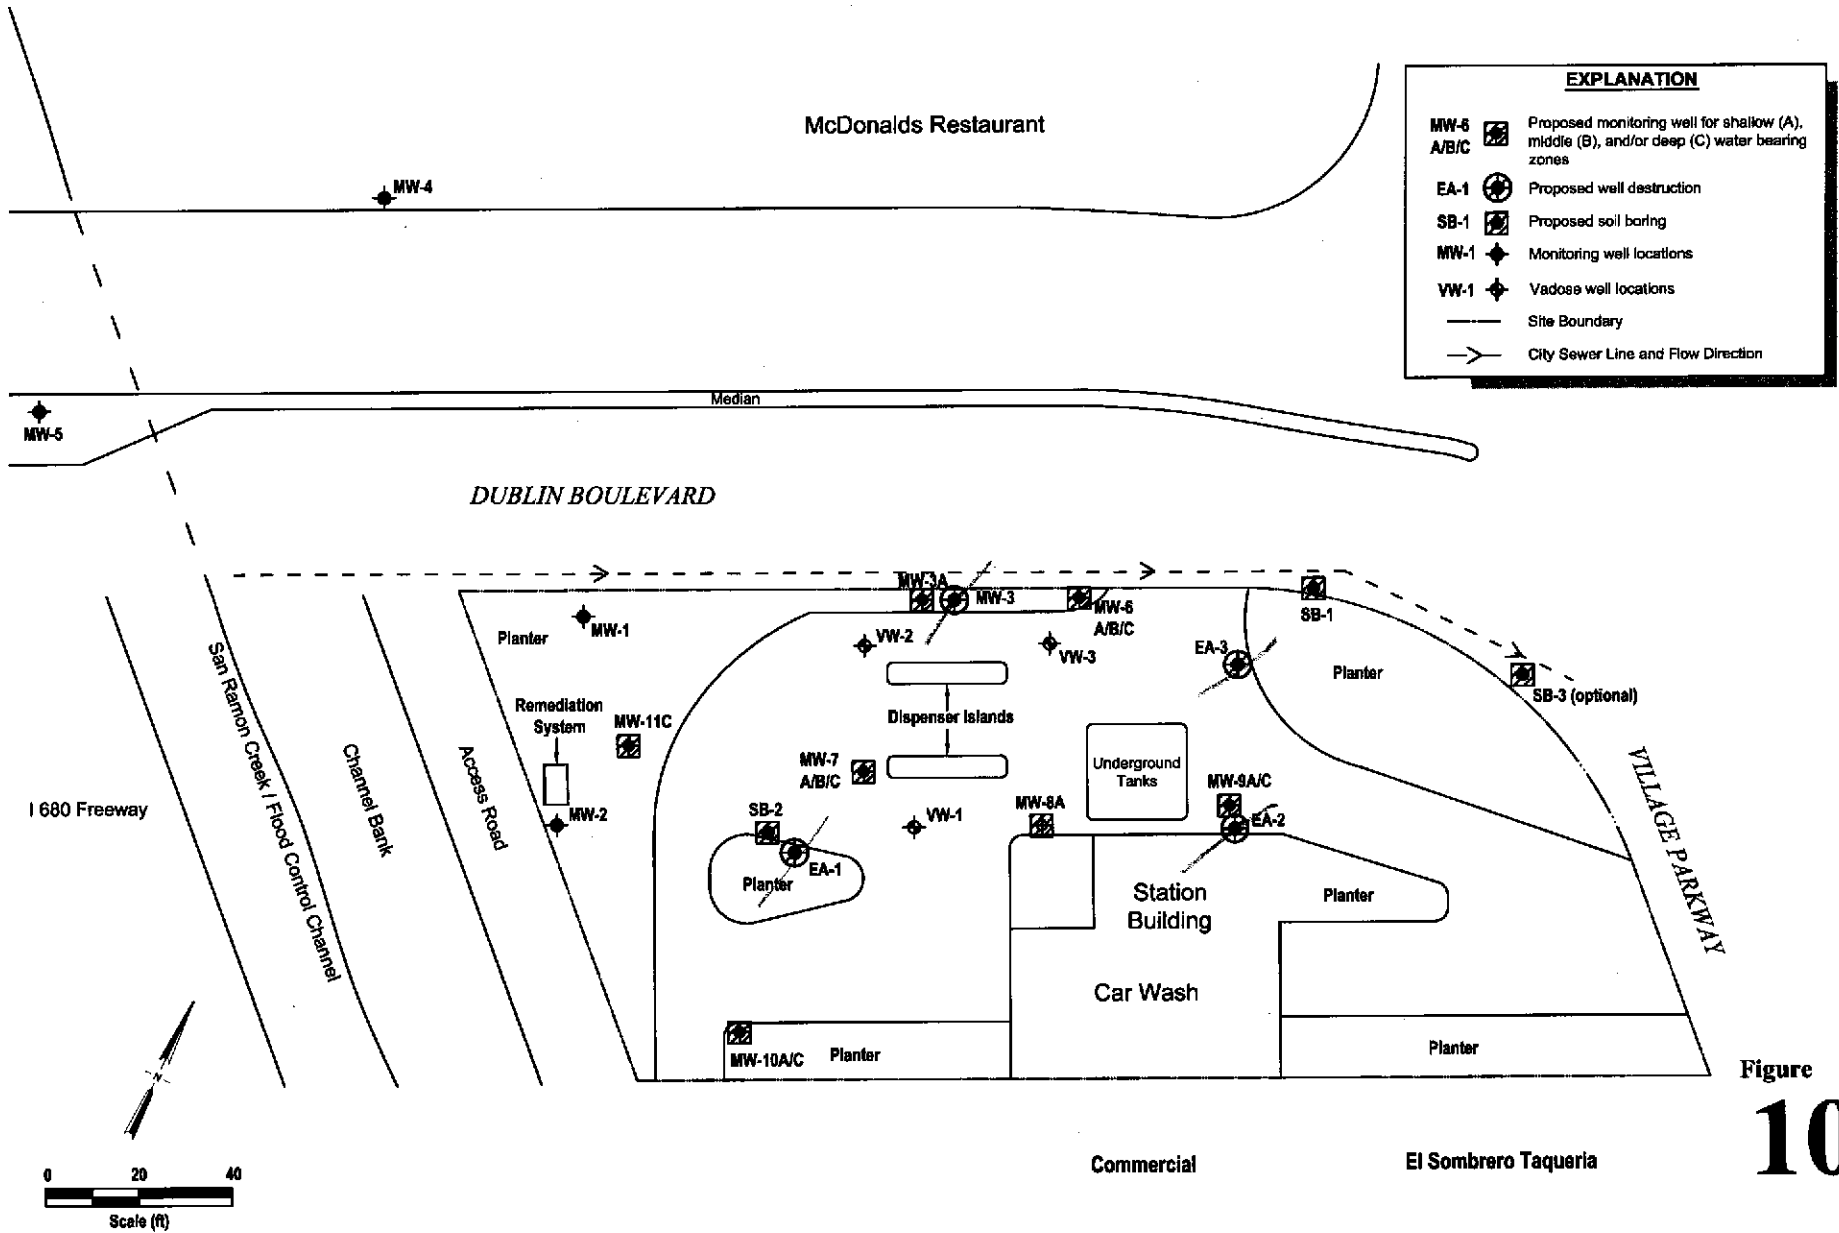 McDonalds Restaurant
EXPLANATION
MW-6
A/B/C
Proposed monitoring well for shallow (A),
middle (B), and/or deep (C) water bearing
zones
EA-1 Proposed well destruction
SB-1 Proposed soil boring
MW-1 Monitoring well locations
VW-1 Vadose well locations
Site Boundary
City Sewer Line and Flow Direction
MW-4
Median
MW-5
DUBLIN BOULEVARD
MW-3A
MW-3
MW-6
A/B/C
SB-1
MW-1
Planter
VW-2
VW-3
EA-3
Planter
SB-3 (optional)
Remediation
System
MW-11C
Dispenser Islands
MW-7
A/B/C
Underground
Tanks
MW-9A/C
MW-8A
SB-2
VW-1
EA-2
MW-2
EA-1
Planter
I 680 Freeway
San Ramon Creek / Flood Control Channel
Channel Bank
Access Road
VILLAGE PARKWAY
Station
Building
Planter
Car Wash
MW-10A/C
Planter
Planter
N
Figure
10
0 20 40
Scale (ft)
Commercial
El Sombrero Taqueria